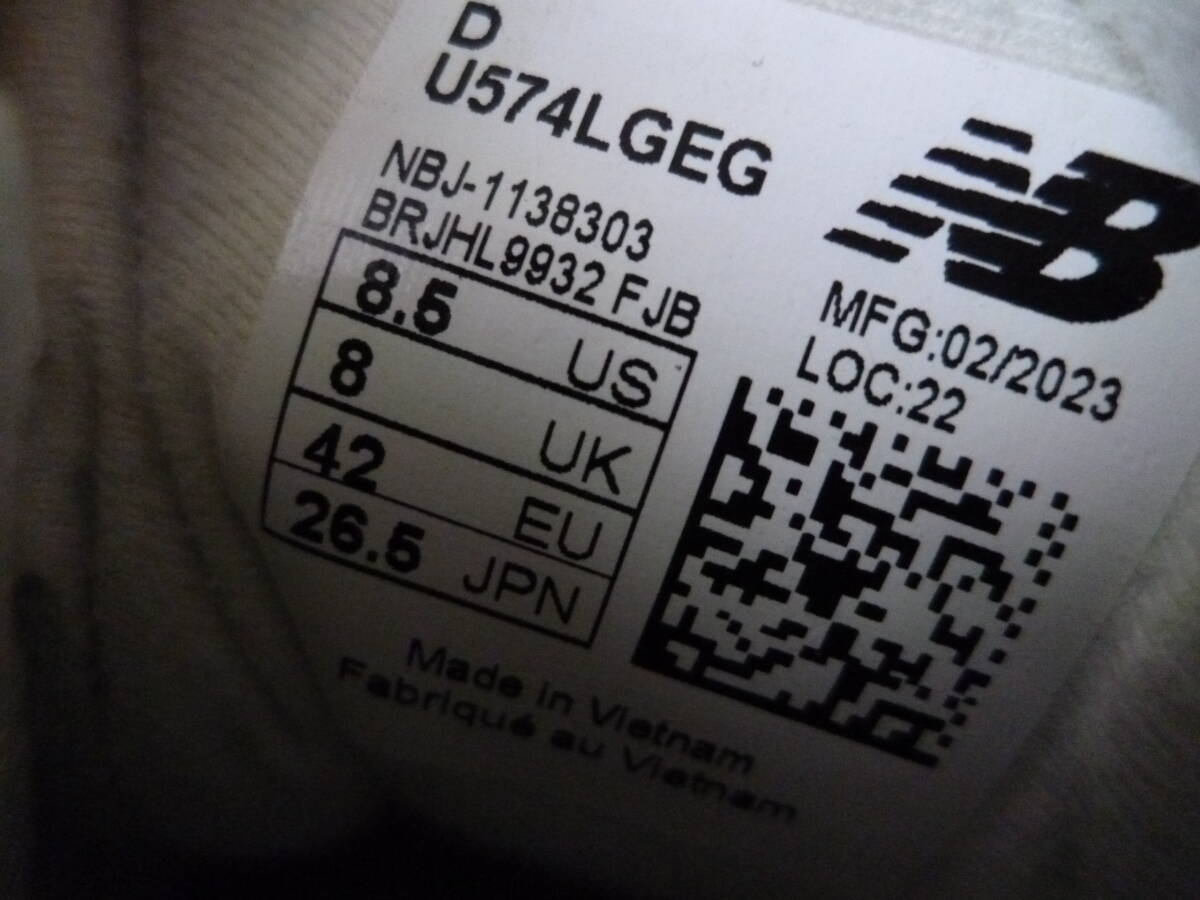 D
U574LGEG
NB
NBJ-1138303
BRJHL9932 FJB
MFG:02/2023
LOC:22
8.5 US
8 UK
42 EU
26.5 JPN
Made in Vietnam
Fabriqué au Vietnam